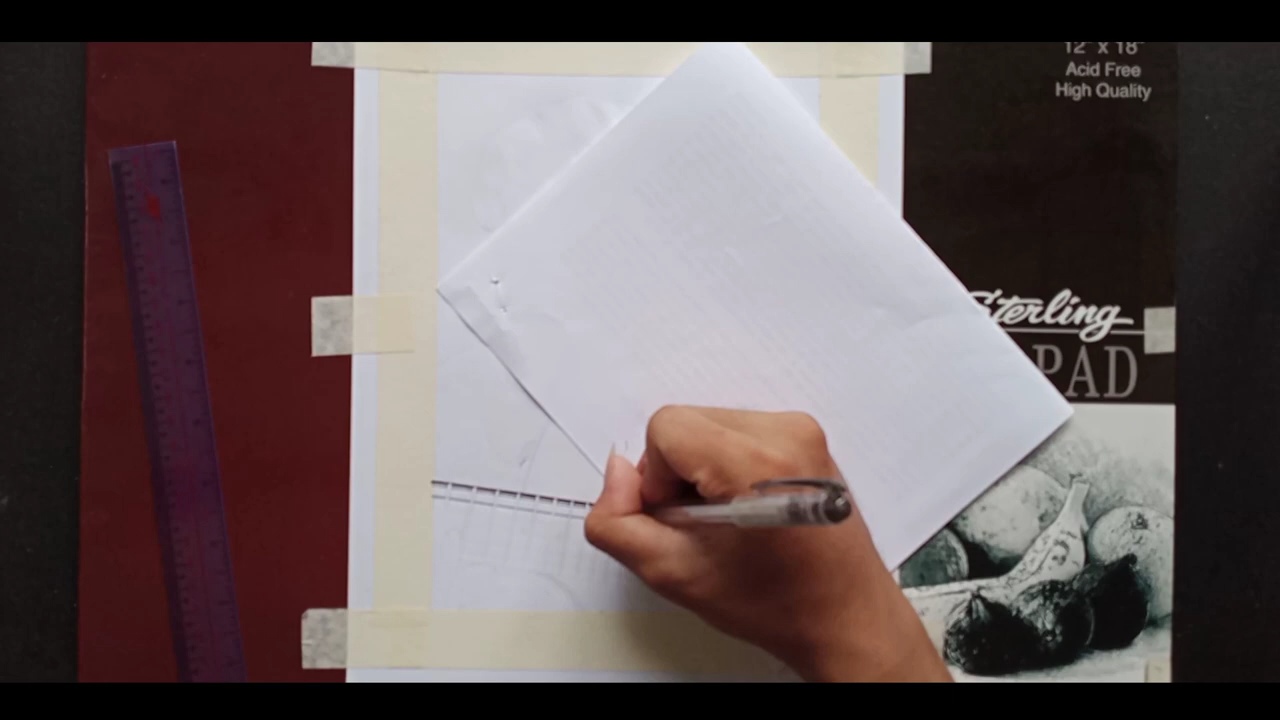 12" x 18"
Acid Free
High Quality
Sterling
PAD